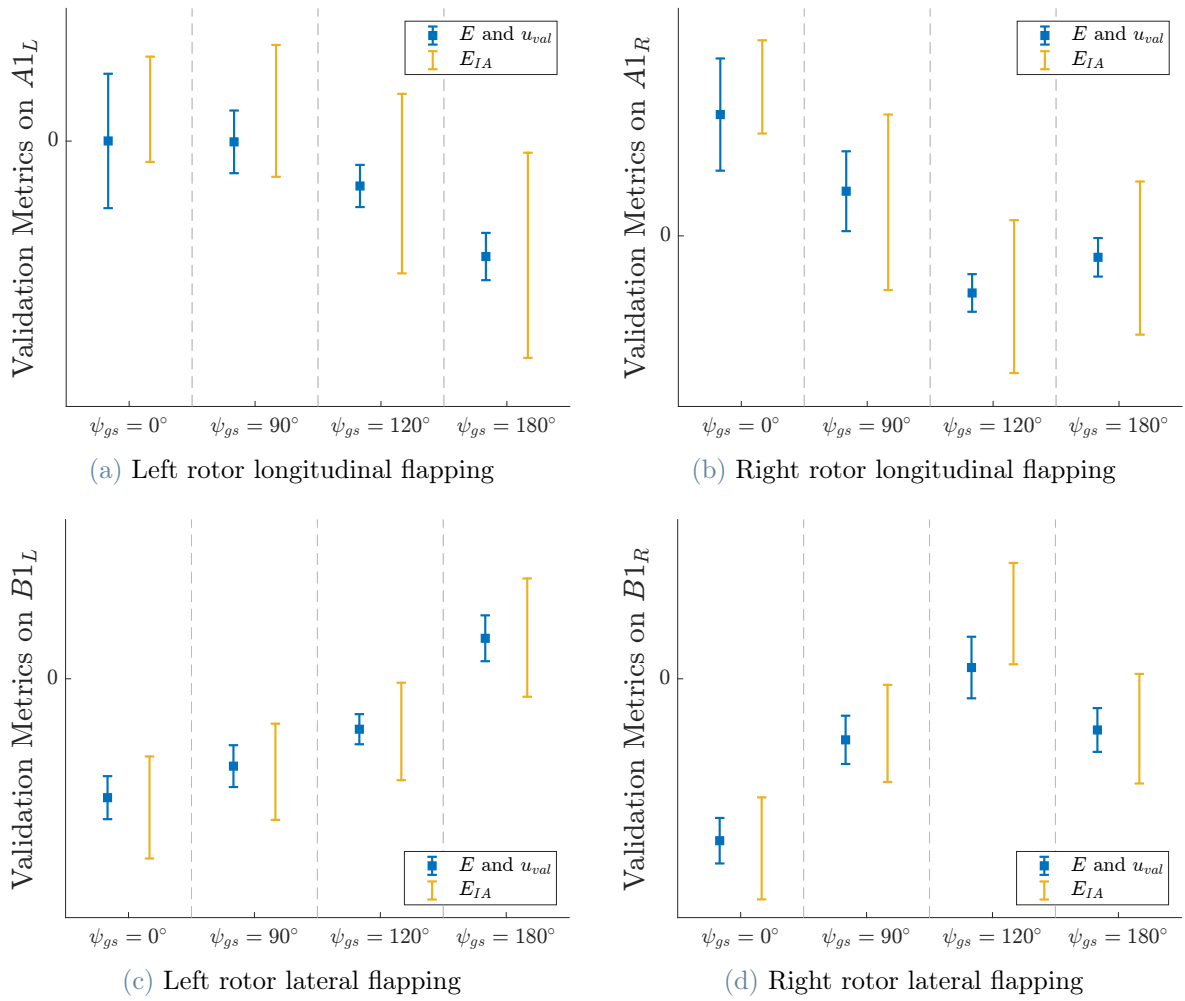 Validation Metrics on A1_L
E and u_val
E_IA
0
ψ_gs = 0° ψ_gs = 90° ψ_gs = 120° ψ_gs = 180°
(a) Left rotor longitudinal flapping
Validation Metrics on A1_R
E and u_val
E_IA
0
ψ_gs = 0° ψ_gs = 90° ψ_gs = 120° ψ_gs = 180°
(b) Right rotor longitudinal flapping
Validation Metrics on B1_L
0
E and u_val
E_IA
ψ_gs = 0° ψ_gs = 90° ψ_gs = 120° ψ_gs = 180°
(c) Left rotor lateral flapping
Validation Metrics on B1_R
0
E and u_val
E_IA
ψ_gs = 0° ψ_gs = 90° ψ_gs = 120° ψ_gs = 180°
(d) Right rotor lateral flapping